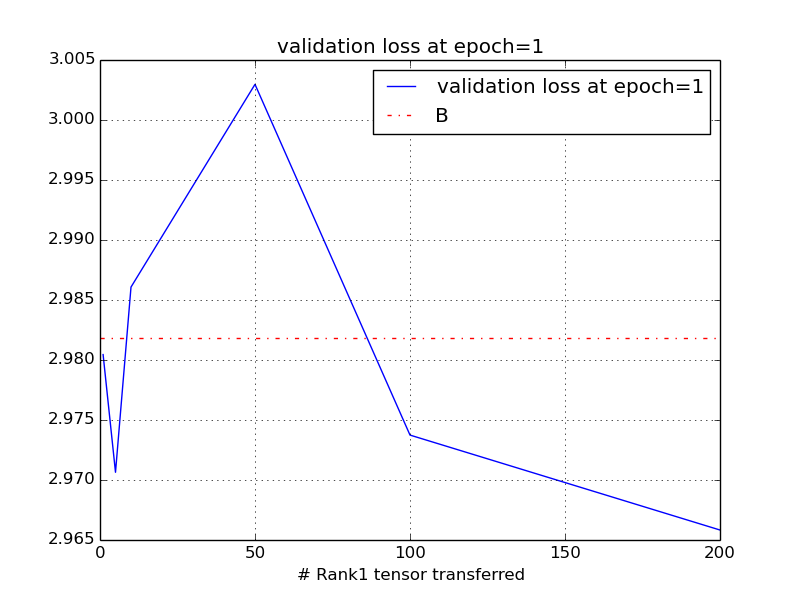 validation loss at epoch=1
validation loss at epoch=1
B
3.005
3.000
2.995
2.990
2.985
2.980
2.975
2.970
2.965
0 50 100 150 200
# Rank1 tensor transferred